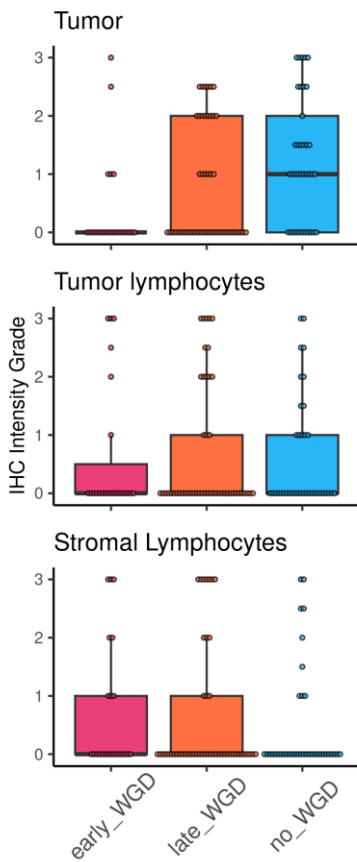 Tumor
3
2
1
0
Tumor lymphocytes
3
2
1
0
IHC Intensity Grade
Stromal Lymphocytes
3
2
1
0
early_WGD
late_WGD
no_WGD